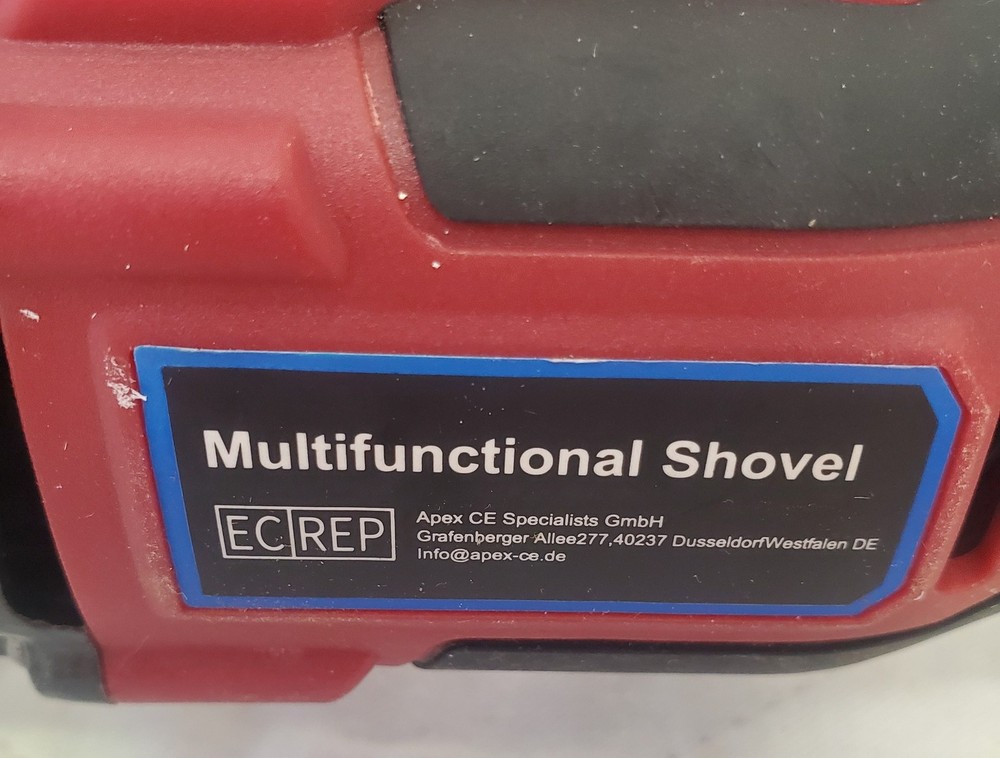 Multifunctional Shovel
EC REP
Apex CE Specialists GmbH
Grafenberger Allee277,40237 DusseldorfWestfalen DE
Info@apex-ce.de